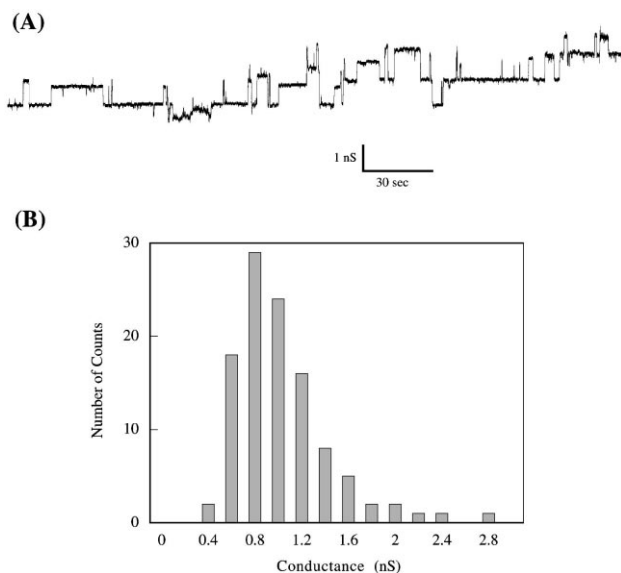 (A)
1 nS
30 sec
(B)
30
20
10
0
Number of Counts
0 0.4 0.8 1.2 1.6 2 2.4 2.8
Conductance (nS)